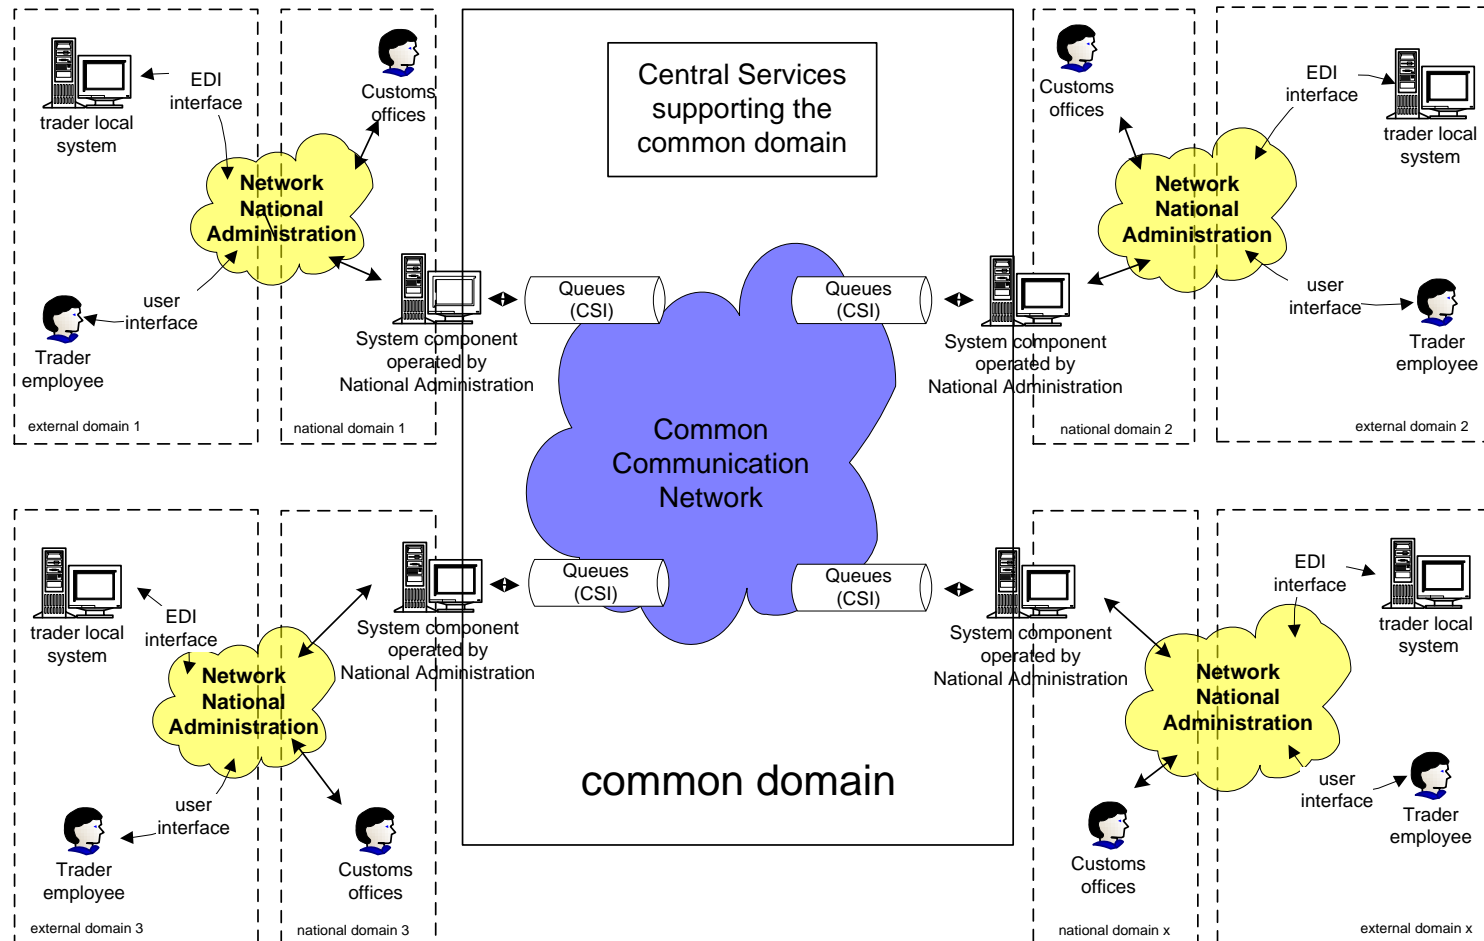 EDI
interface
trader local
system
Customs
offices
Network
National
Administration
user
interface
Trader
employee
external domain 1
national domain 1
System component
operated by
National Administration
Queues
(CSI)
Central Services
supporting the
common domain
Queues
(CSI)
System component
operated by
National Administration
Customs
offices
Network
National
Administration
EDI
interface
trader local
system
user
interface
Trader
employee
national domain 2
external domain 2
Common
Communication
Network
trader local
system
EDI
interface
Network
National
Administration
user
interface
Trader
employee
Customs
offices
external domain 3
national domain 3
System component
operated by
National Administration
Queues
(CSI)
Queues
(CSI)
System component
operated by
National Administration
common domain
EDI
interface
trader local
system
Network
National
Administration
user
interface
Trader
employee
Customs
offices
national domain x
external domain x